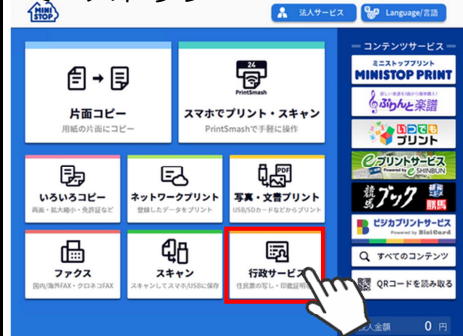 MINI
STOP
法人サービス
Language/言語
片面コピー
用紙の片面にコピー
24
PrintSmash
スマホでプリント・スキャン
PrintSmashで手軽に操作
いろいろコピー
両面・拡大縮小・免許証など
ネットワークプリント
登録したデータをプリント
PDF
写真・文書プリント
USB/SDカードなどからプリント
ファクス
国内/海外FAX・クロネコFAX
スキャン
スキャンしてスマホ/USBに保存
行政サービス
住民票の写し・印鑑証明
コンテンツサービス
ミニストッププリント
MINISTOP PRINT
ぷりんと楽譜
いつでも
プリント
eプリントサービス
Powered by SHINBUN
競馬ブック
競馬
ビジカプリントサービス
Powered by BiziCard
すべてのコンテンツ
QRコードを読み取る
金額
0 円